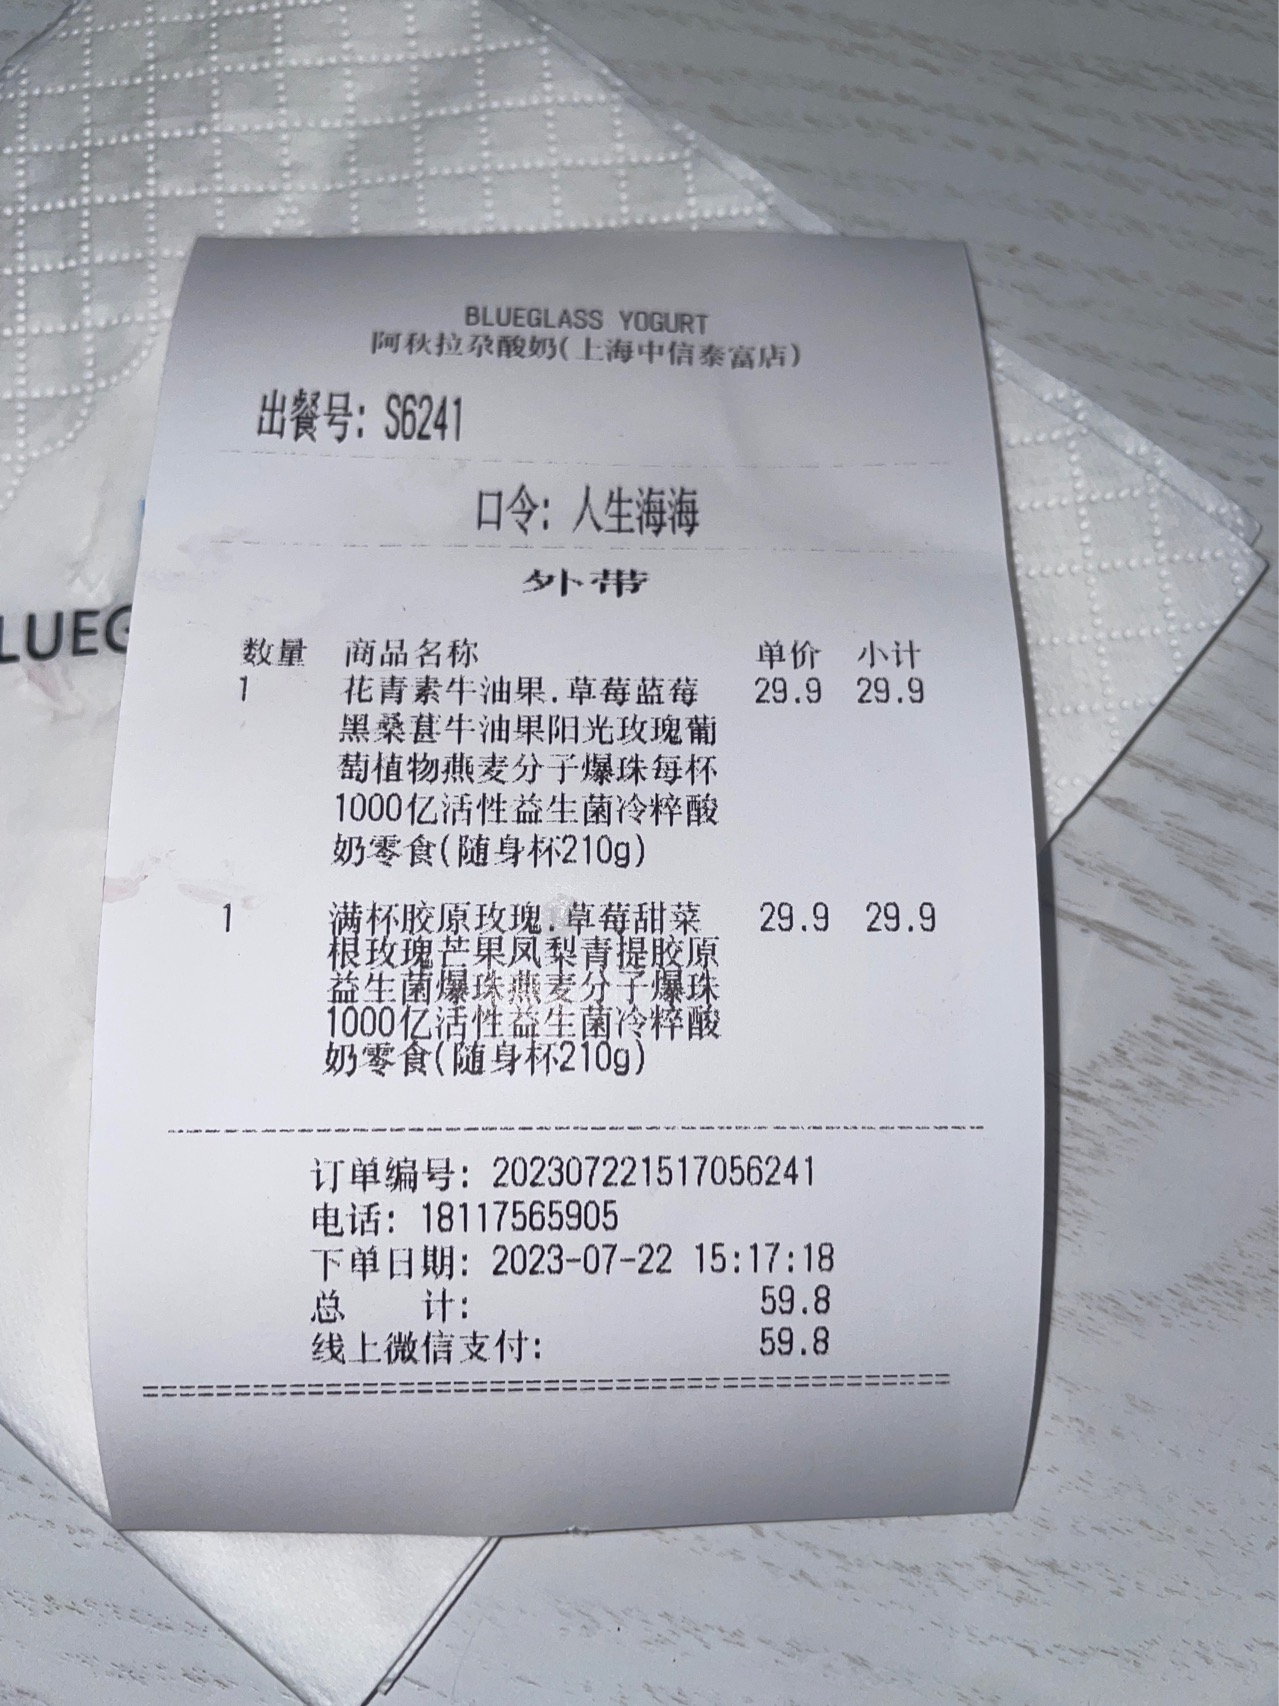 BLUEGLASS YOGURT
阿秋拉尕酸奶(上海中信泰富店)
出餐号: S6241
口令: 人生海海
外带
数量 商品名称 单价 小计
1 花青素牛油果.草莓蓝莓 29.9 29.9
黑桑葚牛油果阳光玫瑰葡
萄植物燕麦分子爆珠每杯
1000亿活性益生菌冷粹酸
奶零食(随身杯210g)
1 满杯胶原玫瑰.草莓甜菜 29.9 29.9
根玫瑰芒果凤梨青提胶原
益生菌爆珠燕麦分子爆珠
1000亿活性益生菌冷粹酸
奶零食(随身杯210g)
订单编号: 202307221517056241
电话: 18117565905
下单日期: 2023-07-22 15:17:18
总 计: 59.8
线上微信支付: 59.8
LUEG